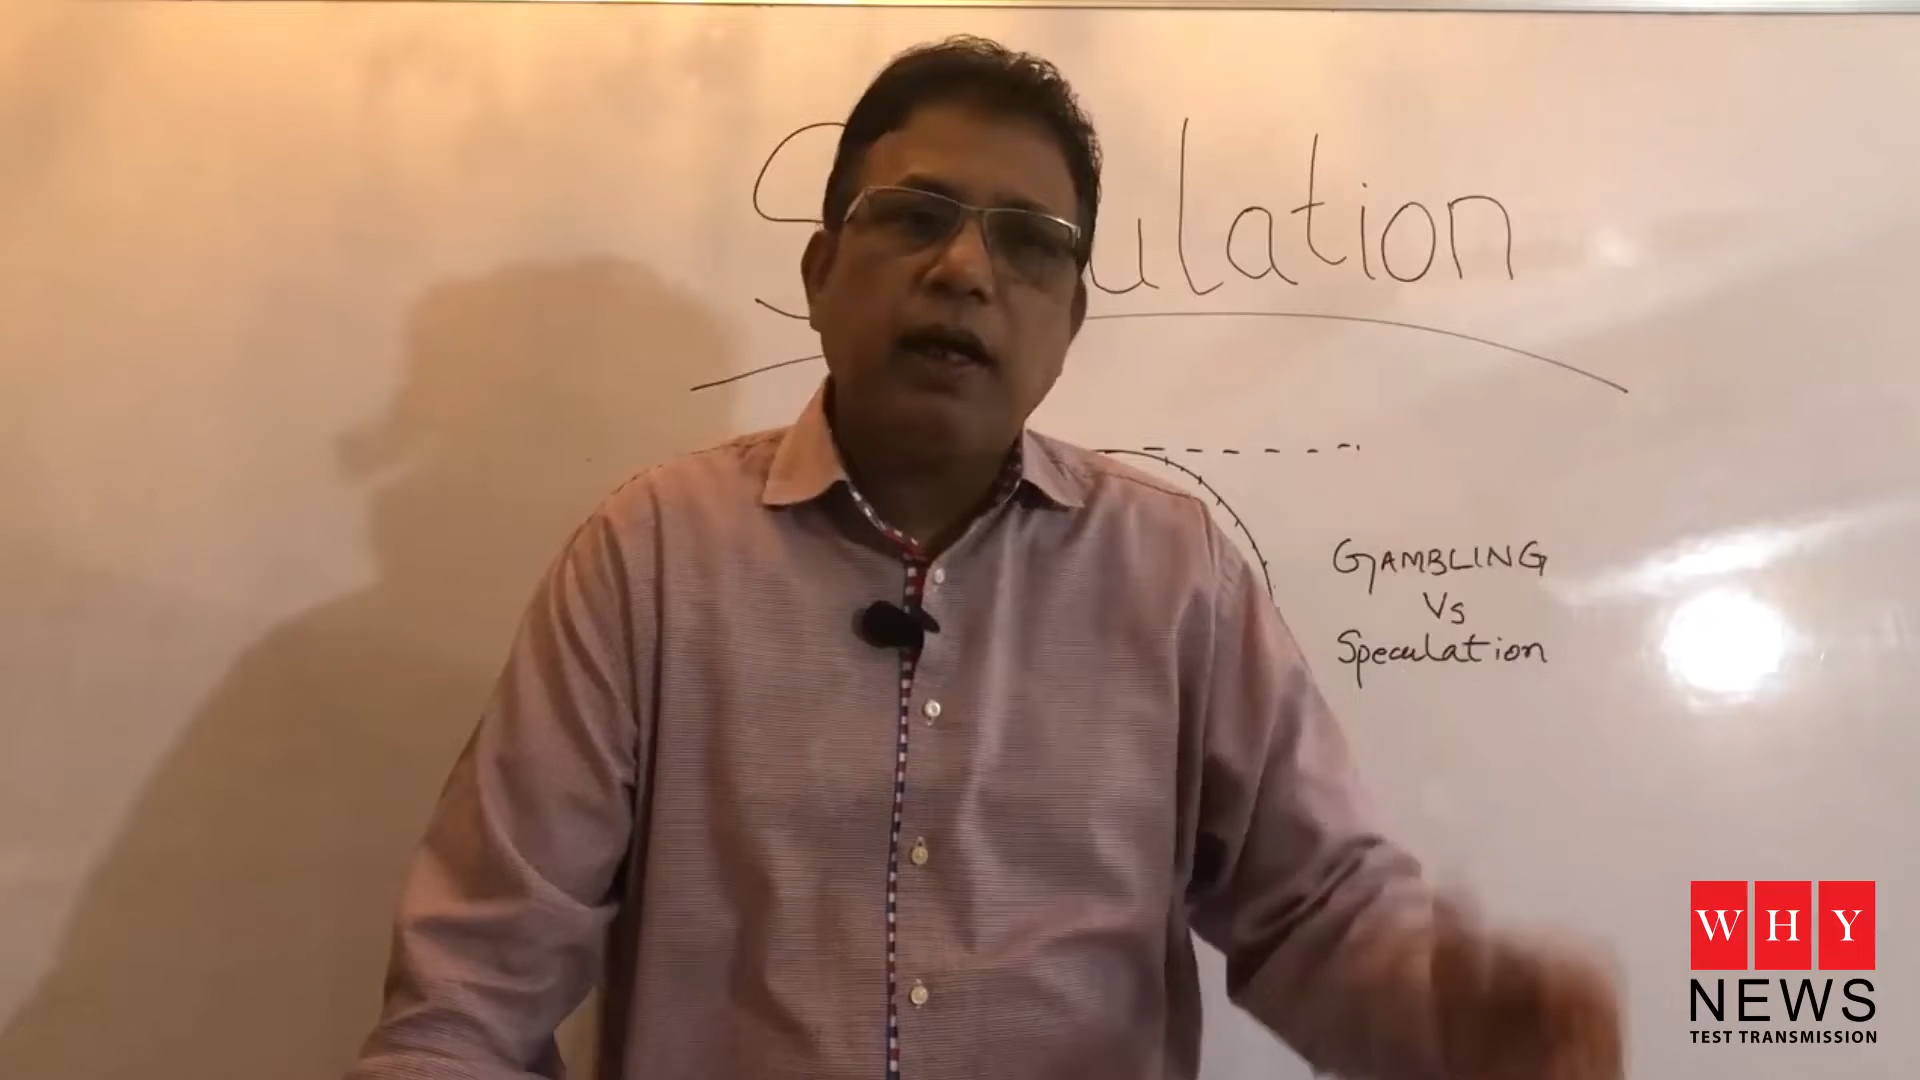 S ulation
GAMBLING
Vs
Speculation
WHY
NEWS
TEST TRANSMISSION